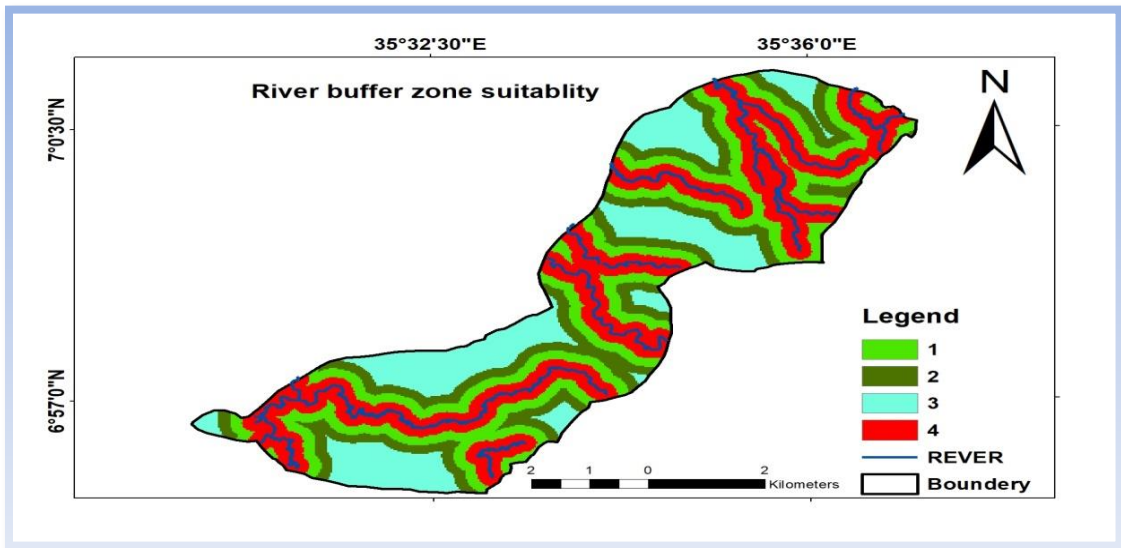 35°32'30"E
35°36'0"E
River buffer zone suitablity
N
7°0'30"N
6°57'0"N
Legend
1
2
3
4
REVER
Boundery
2 1 0 2
Kilometers